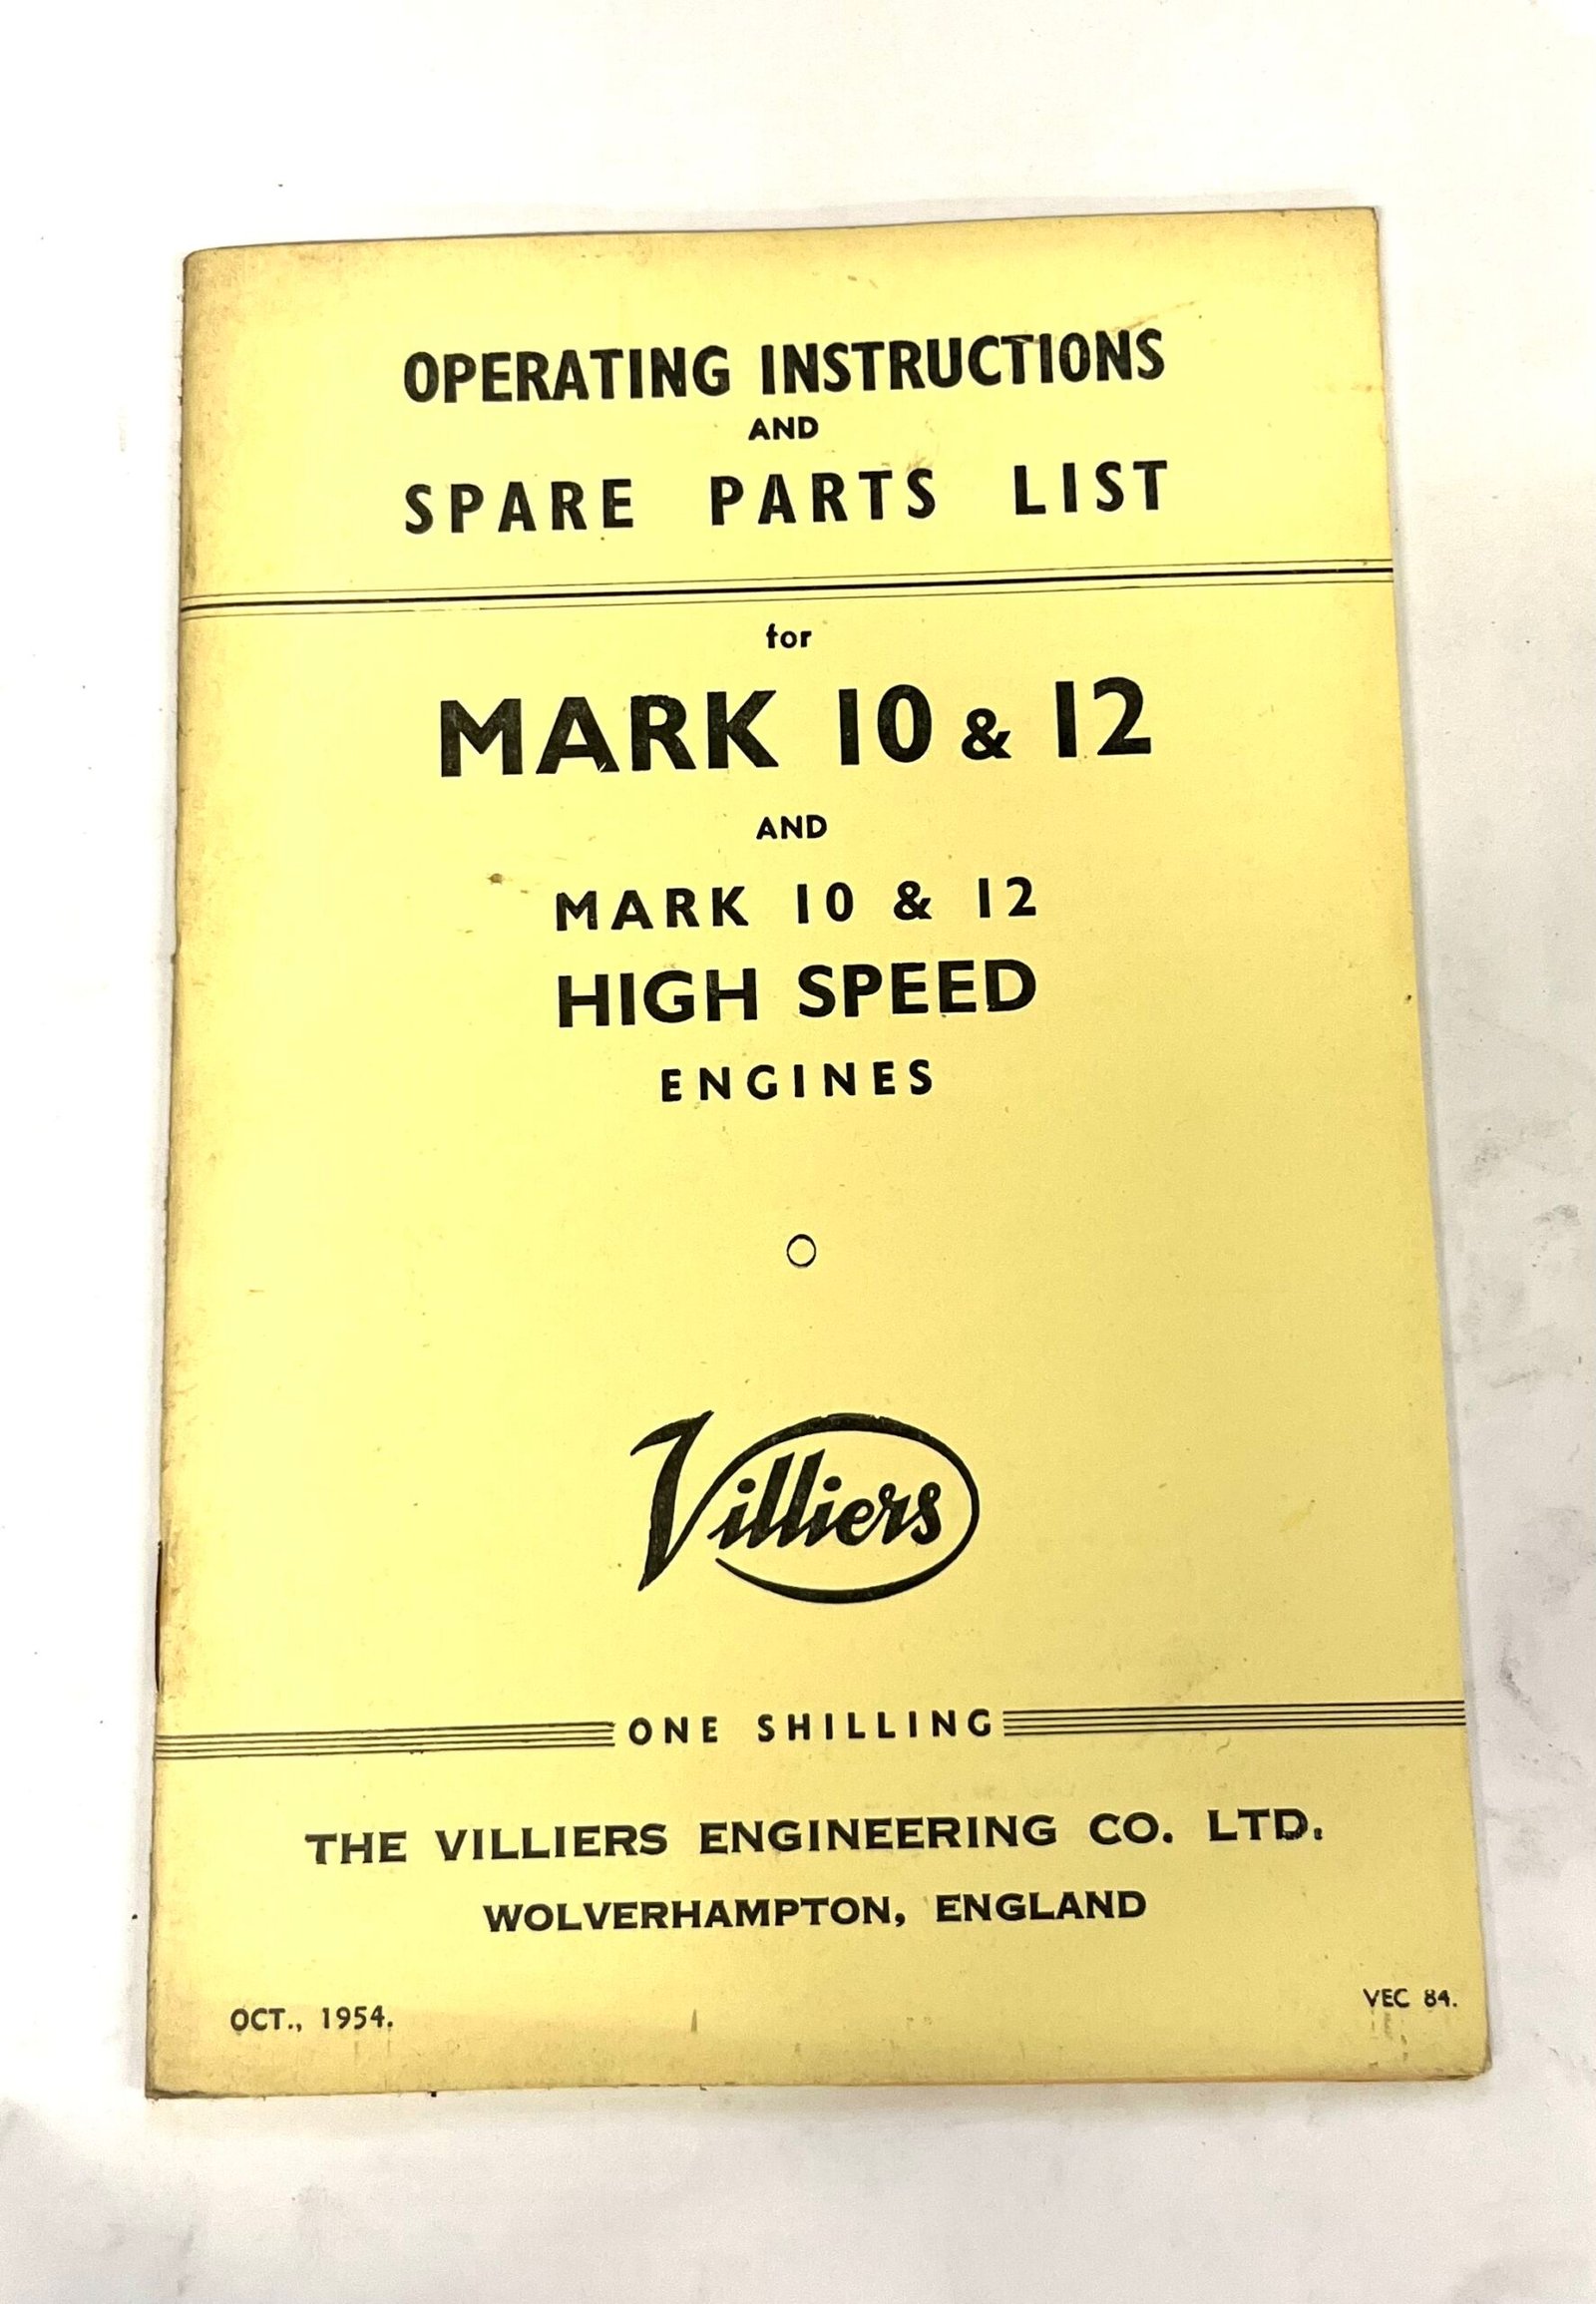 OPERATING INSTRUCTIONS
AND
SPARE PARTS LIST
for
MARK 10 & 12
AND
MARK 10 & 12
HIGH SPEED
ENGINES
Villiers
ONE SHILLING
THE VILLIERS ENGINEERING CO. LTD.
WOLVERHAMPTON, ENGLAND
OCT., 1954.
VEC 84.